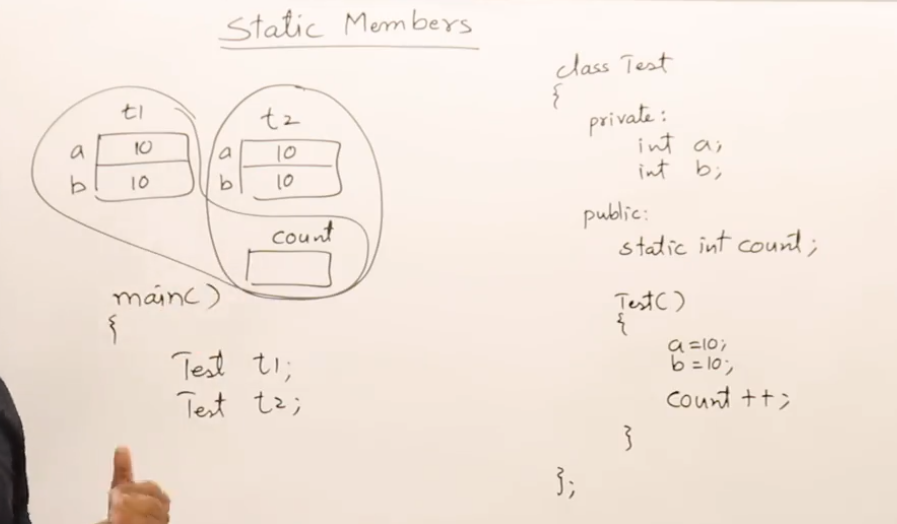 Static Members
t1
a 10
b 10
t2
a 10
b 10
count
main()
{
Test t1;
Test t2;
class Test
{
private:
int a;
int b;
public:
static int count;
Test()
{
a=10;
b=10;
count++;
}
};